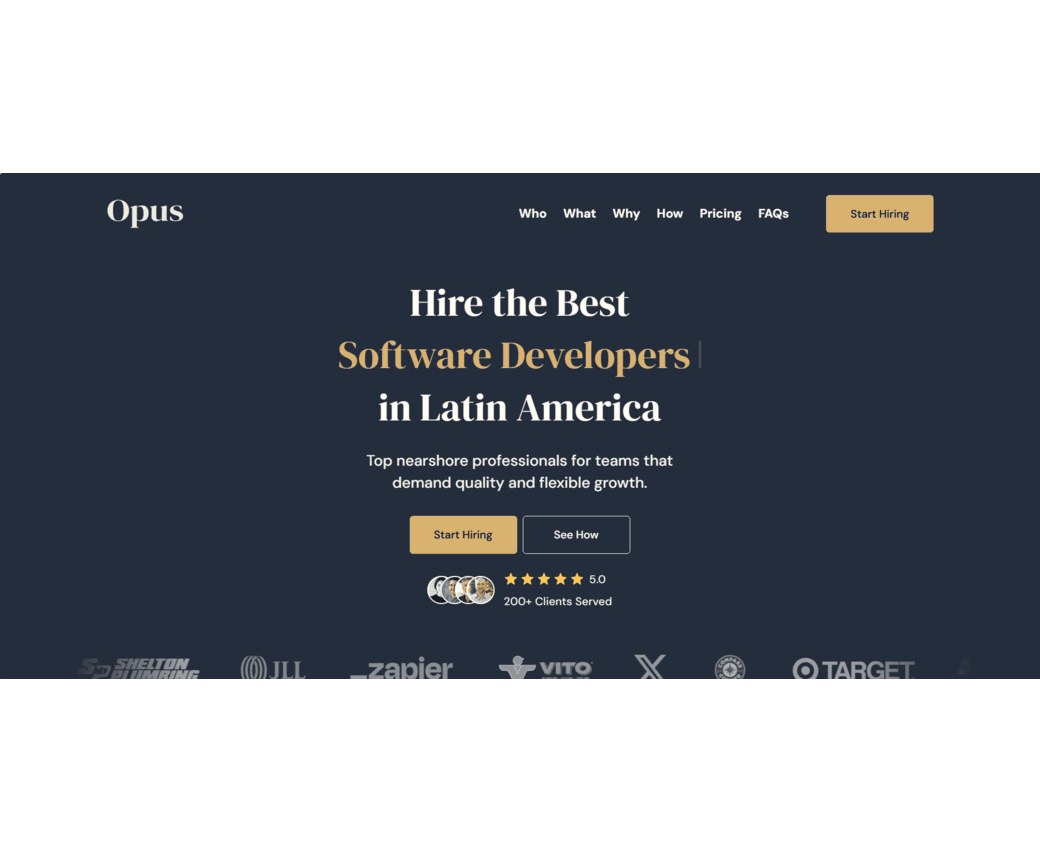 Opus
Who What Why How Pricing FAQs
Start Hiring
Hire the Best
Software Developers
in Latin America
Top nearshore professionals for teams that
demand quality and flexible growth.
Start Hiring See How
5.0
200+ Clients Served
SHELTON PLUMBING JLL zapier VITO X TARGET